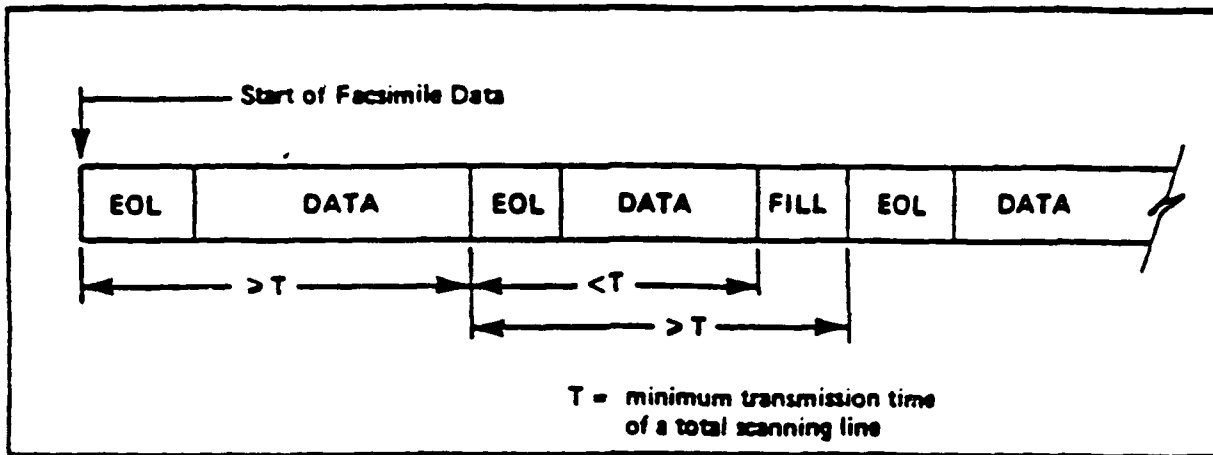 Start of Facsimile Data
EOL DATA EOL DATA FILL EOL DATA
⩾ T <T
⩾ T
T = minimum transmission time
of a total scanning line